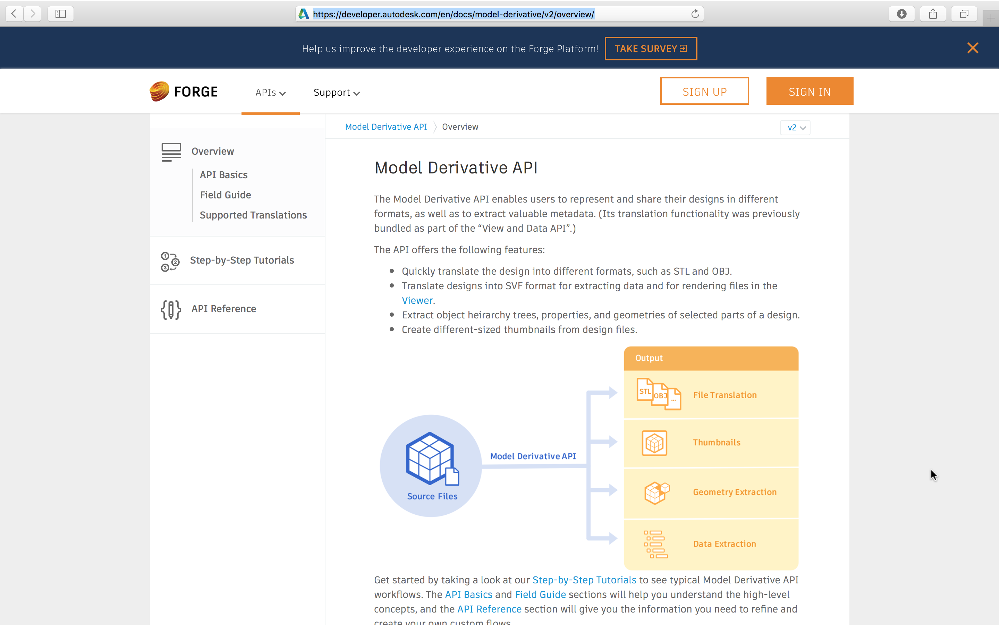 https://developer.autodesk.com/en/docs/model-derivative/v2/overview/
Help us improve the developer experience on the Forge Platform!
TAKE SURVEY
FORGE
APIs
Support
SIGN UP
SIGN IN
Model Derivative API
Overview
v2
Overview
API Basics
Field Guide
Supported Translations
1
2
3
Step-by-Step Tutorials
API Reference
Model Derivative API
The Model Derivative API enables users to represent and share their designs in different
formats, as well as to extract valuable metadata. (Its translation functionality was previously
bundled as part of the “View and Data API”.)
The API offers the following features:
Quickly translate the design into different formats, such as STL and OBJ.
Translate designs into SVF format for extracting data and for rendering files in the
Viewer.
Extract object heirarchy trees, properties, and geometries of selected parts of a design.
Create different-sized thumbnails from design files.
Output
STL
OBJ
...
File Translation
Thumbnails
Model Derivative API
Source Files
Geometry Extraction
Data Extraction
Get started by taking a look at our Step-by-Step Tutorials to see typical Model Derivative API
workflows. The API Basics and Field Guide sections will help you understand the high-level
concepts, and the API Reference section will give you the information you need to refine and
create your own custom flows.